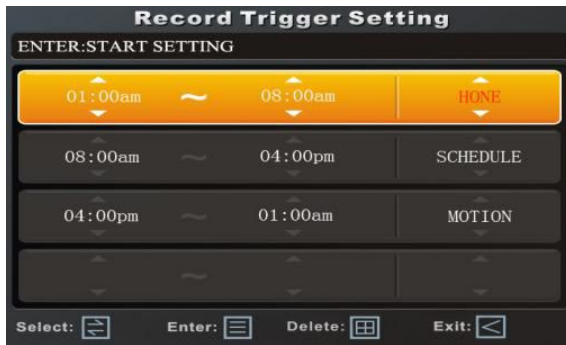 Record Trigger Setting
ENTER:START SETTING
01:00am ~ 08:00am HONE
08:00am ~ 04:00pm SCHEDULE
04:00pm ~ 01:00am MOTION
~
Select: Enter: Delete: Exit: